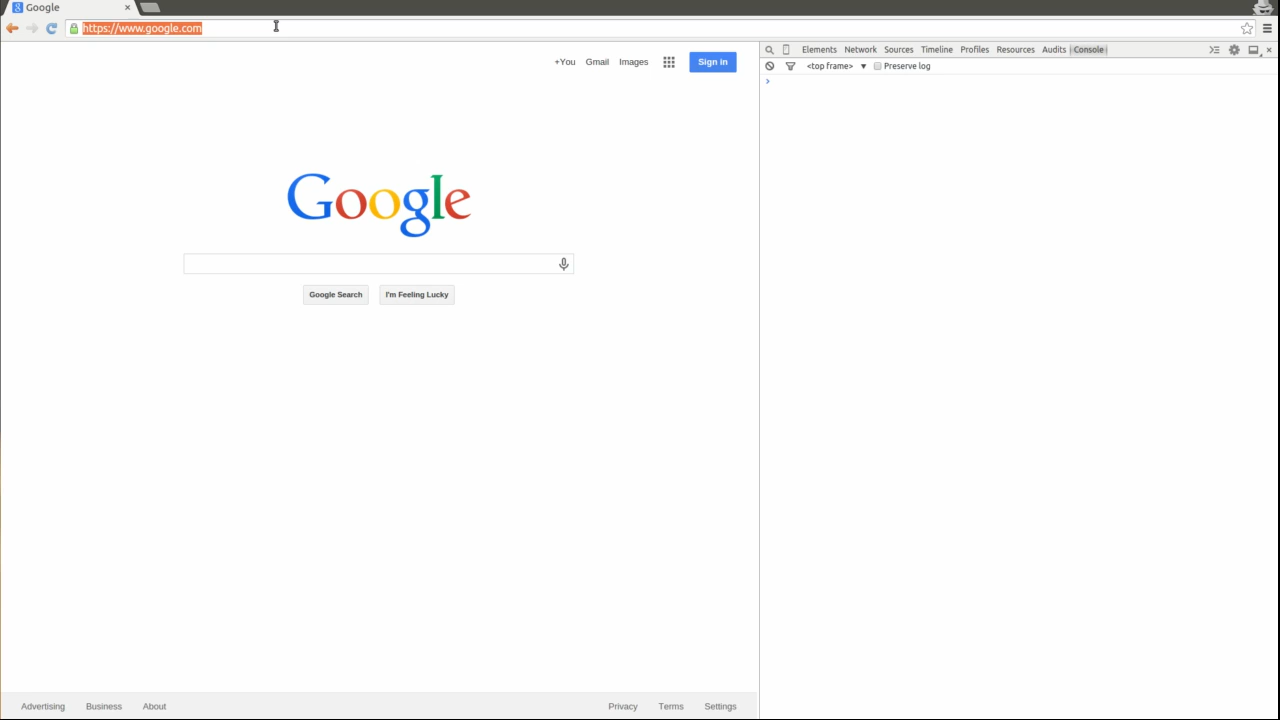 Google
https://www.google.com
+You Gmail Images Sign in
Google
Google Search I'm Feeling Lucky
Advertising Business About Privacy Terms Settings
Elements Network Sources Timeline Profiles Resources Audits Console
<top frame> Preserve log